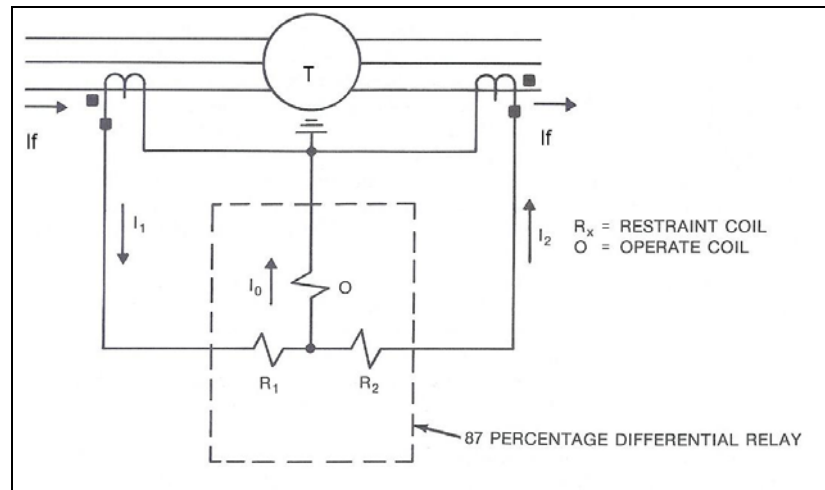 T
If
If
I1
I2
Rx = RESTRAINT COIL
O = OPERATE COIL
I0
O
R1
R2
87 PERCENTAGE DIFFERENTIAL RELAY